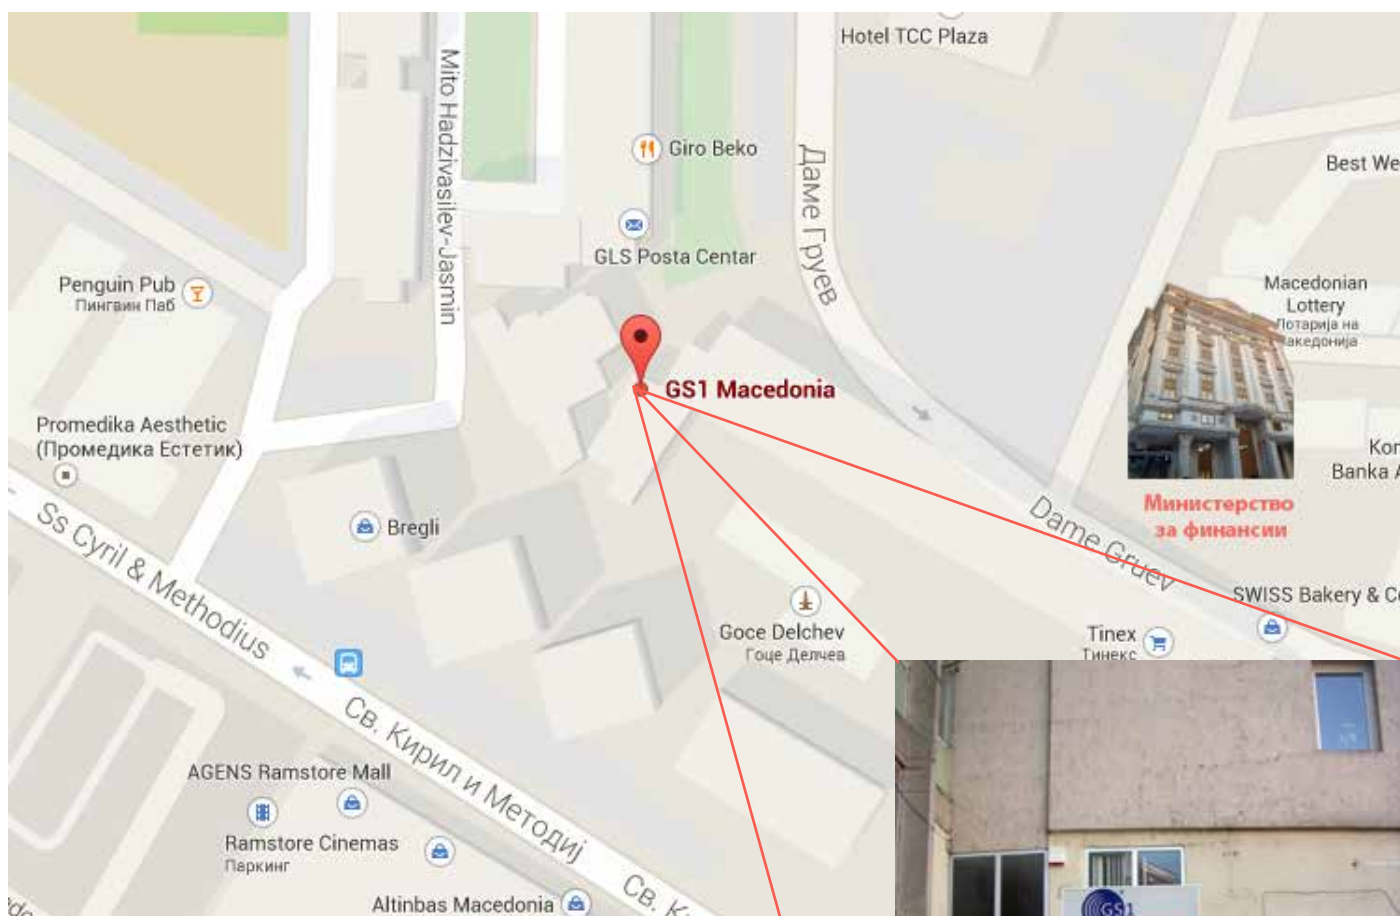 Hotel TCC Plaza
Mito Hadzivasilev-Jasmin
Giro Beko
Даме Груев
Best We
GLS Posta Centar
Penguin Pub
Пингвин Паб
Macedonian
Lottery
Лотарија на
акедонија
GS1 Macedonia
Promedika Aesthetic
(Промедика Естетик)
Kor
Banka A
Министерство
за финансии
Ss Cyril & Methodius
Bregli
Dame Gruev
SWISS Bakery & Co
Goce Delchev
Гоце Делчев
Tinex
Тинекс
Св. Кирил и Методиј
AGENS Ramstore Mall
Ramstore Cinemas
Паркинг
Altinbas Macedonia
Св. К
GS1